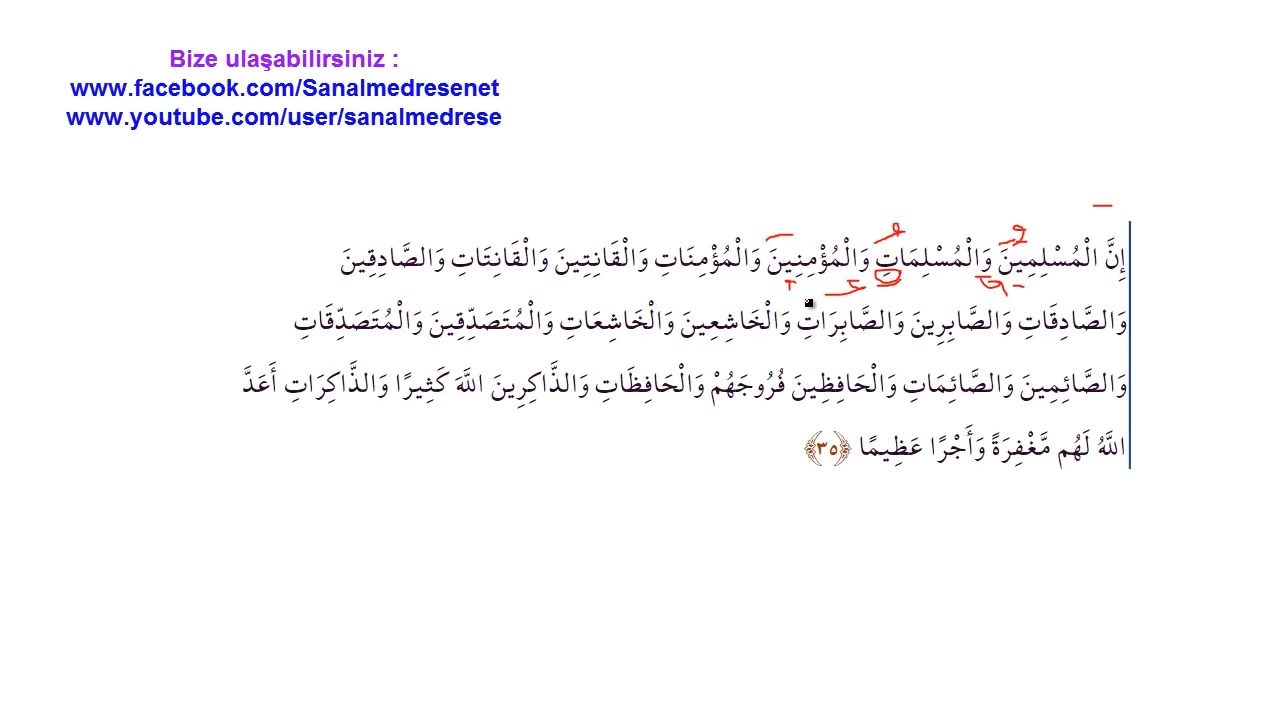 Bize ulaşabilirsiniz :
www.facebook.com/Sanalmedresenet
www.youtube.com/user/sanalmedrese
إِنَّ الْمُسْلِمِينَ وَالْمُسْلِمَاتِ وَالْمُؤْمِنِينَ وَالْمُؤْمِنَاتِ وَالْقَانِتِينَ وَالْقَانِتَاتِ وَالصَّادِقِينَ
وَالصَّادِقَاتِ وَالصَّابِرِينَ وَالصَّابِرَاتِ وَالْخَاشِعِينَ وَالْخَاشِعَاتِ وَالْمُتَصَدِّقِينَ وَالْمُتَصَدِّقَاتِ
وَالصَّائِمِينَ وَالصَّائِمَاتِ وَالْحَافِظِينَ فُرُوجَهُمْ وَالْحَافِظَاتِ وَالذَّاكِرِينَ اللَّهَ كَثِيرًا وَالذَّاكِرَاتِ أَعَدَّ
اللَّهُ لَهُم مَّغْفِرَةً وَأَجْرًا عَظِيمًا ﴿٣٥﴾